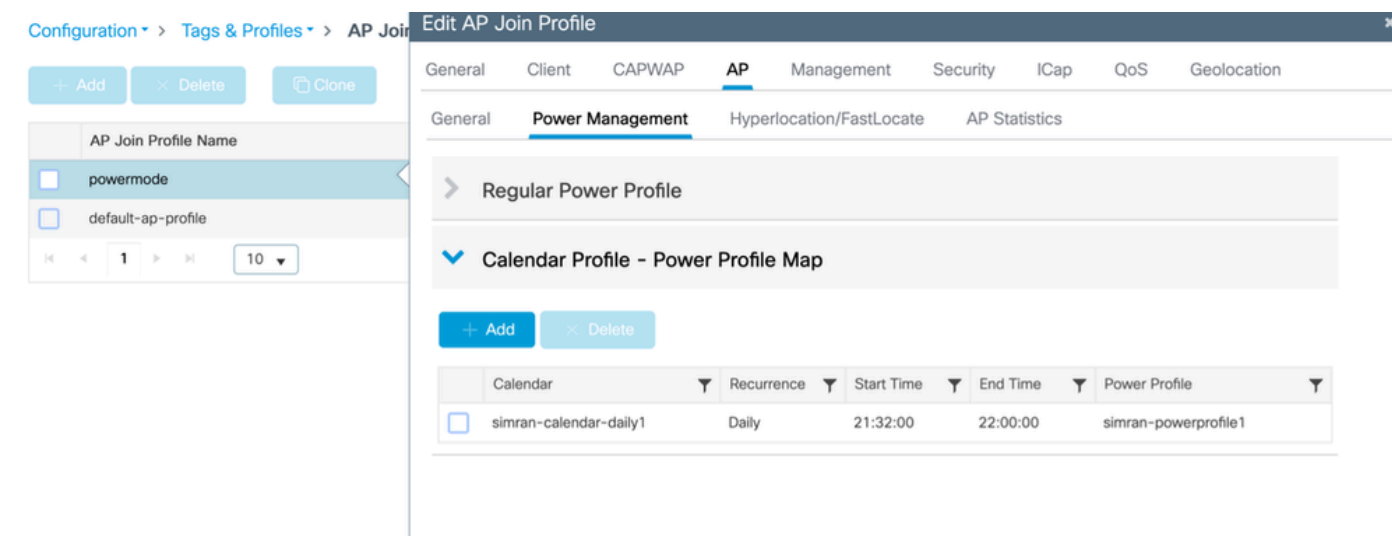 Configuration > Tags & Profiles > AP Join
+ Add × Delete Clone
AP Join Profile Name
powermode
default-ap-profile
1 10
Edit AP Join Profile
General Client CAPWAP AP Management Security ICap QoS Geolocation
General Power Management Hyperlocation/FastLocate AP Statistics
Regular Power Profile
Calendar Profile - Power Profile Map
+ Add × Delete
Calendar Recurrence Start Time End Time Power Profile
simran-calendar-daily1 Daily 21:32:00 22:00:00 simran-powerprofile1